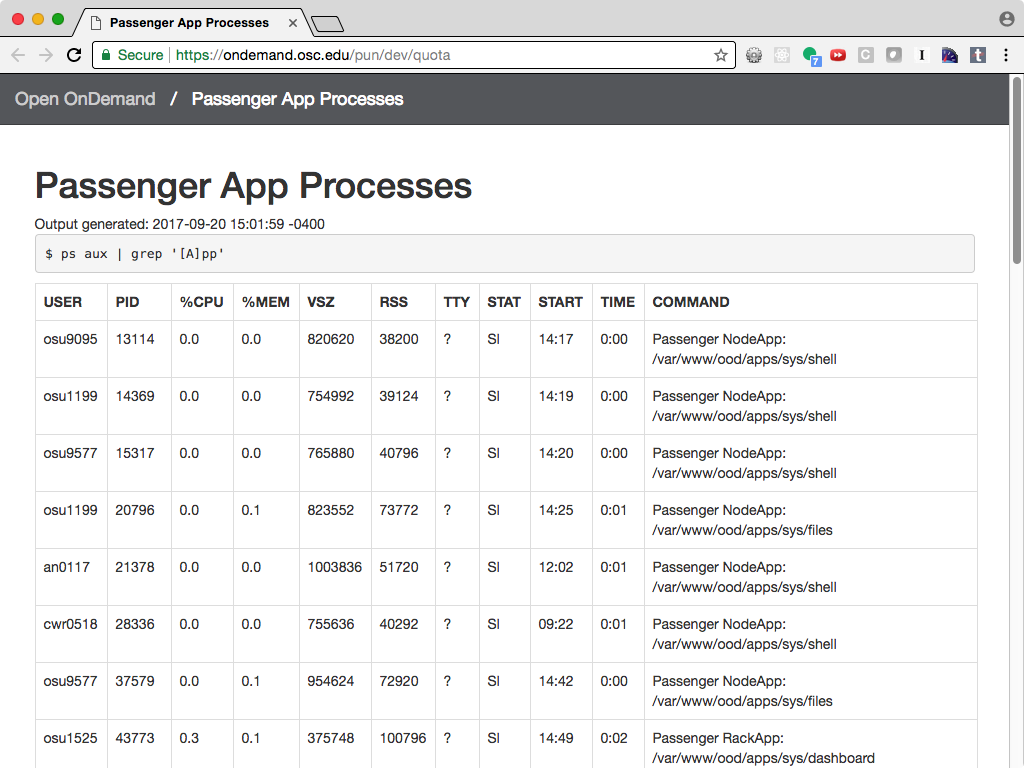 Passenger App Processes
Secure https://ondemand.osc.edu/pun/dev/quota
7 C I t
Open OnDemand / Passenger App Processes
Passenger App Processes
Output generated: 2017-09-20 15:01:59 -0400
$ ps aux | grep '[A]pp'
USER PID %CPU %MEM VSZ RSS TTY STAT START TIME COMMAND
osu9095 13114 0.0 0.0 820620 38200 ? Sl 14:17 0:00 Passenger NodeApp:
/var/www/ood/apps/sys/shell
osu1199 14369 0.0 0.0 754992 39124 ? Sl 14:19 0:00 Passenger NodeApp:
/var/www/ood/apps/sys/shell
osu9577 15317 0.0 0.0 765880 40796 ? Sl 14:20 0:00 Passenger NodeApp:
/var/www/ood/apps/sys/shell
osu1199 20796 0.0 0.1 823552 73772 ? Sl 14:25 0:01 Passenger NodeApp:
/var/www/ood/apps/sys/files
an0117 21378 0.0 0.0 1003836 51720 ? Sl 12:02 0:01 Passenger NodeApp:
/var/www/ood/apps/sys/shell
cwr0518 28336 0.0 0.0 755636 40292 ? Sl 09:22 0:01 Passenger NodeApp:
/var/www/ood/apps/sys/shell
osu9577 37579 0.0 0.1 954624 72920 ? Sl 14:42 0:00 Passenger NodeApp:
/var/www/ood/apps/sys/files
osu1525 43773 0.3 0.1 375748 100796 ? Sl 14:49 0:02 Passenger RackApp:
/var/www/ood/apps/sys/dashboard